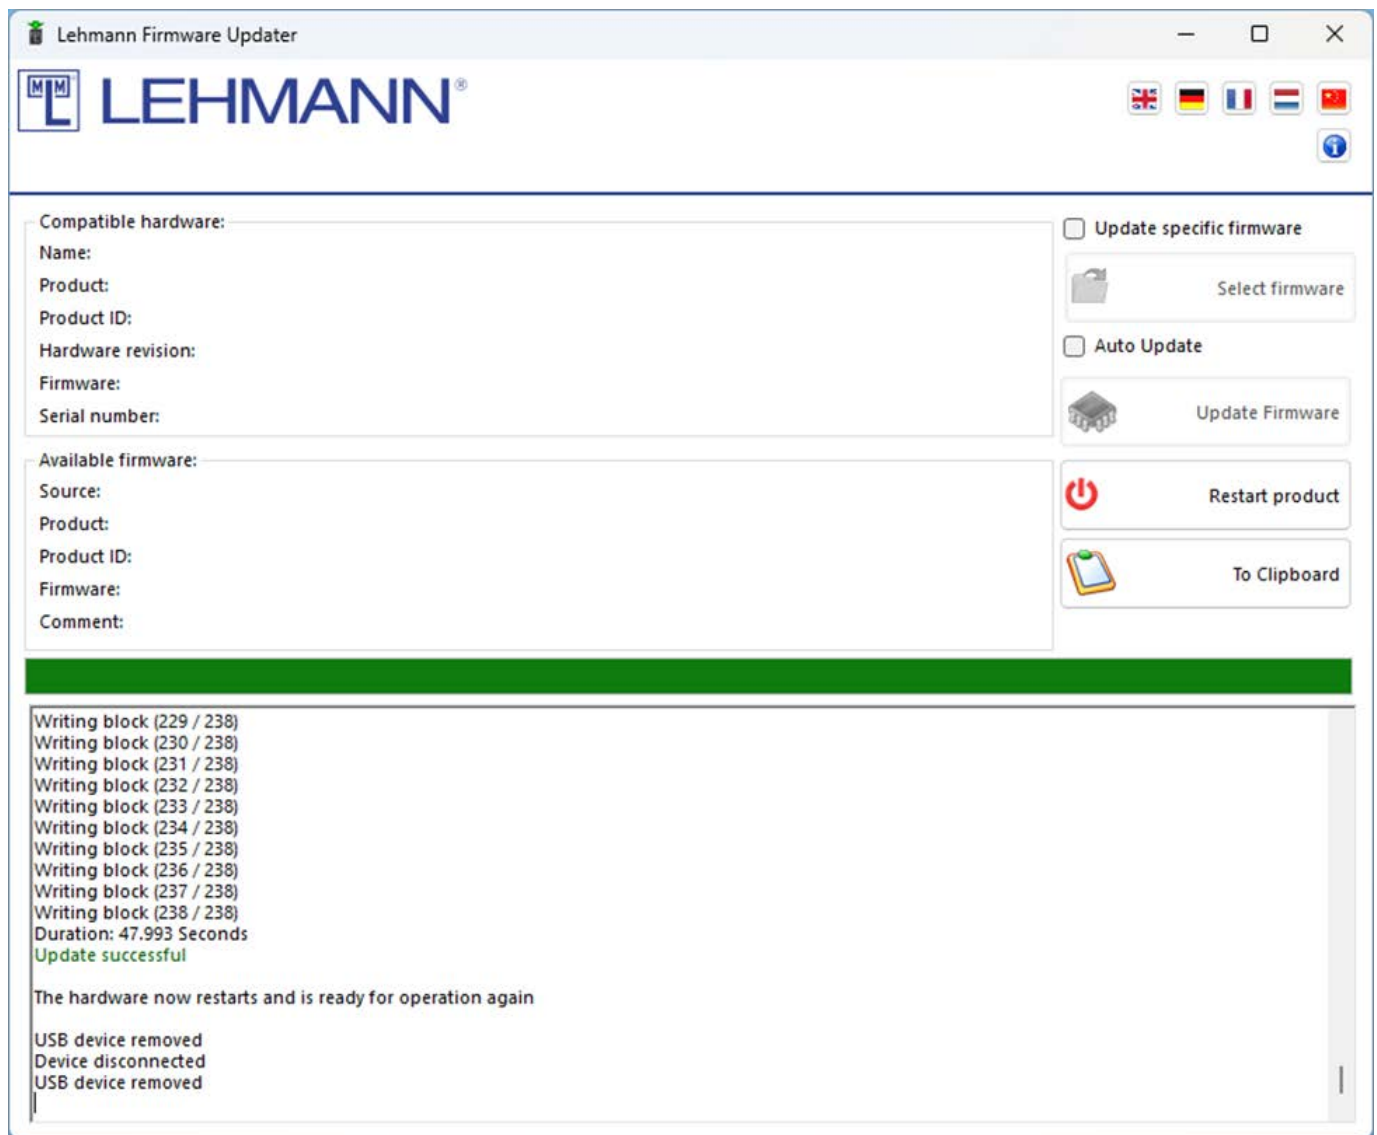 Lehmann Firmware Updater
MLM LEHMANN®
Compatible hardware:
Name:
Product:
Product ID:
Hardware revision:
Firmware:
Serial number:
Update specific firmware
Select firmware
Auto Update
Update Firmware
Available firmware:
Source:
Product:
Product ID:
Firmware:
Comment:
Restart product
To Clipboard
Writing block (229 / 238)
Writing block (230 / 238)
Writing block (231 / 238)
Writing block (232 / 238)
Writing block (233 / 238)
Writing block (234 / 238)
Writing block (235 / 238)
Writing block (236 / 238)
Writing block (237 / 238)
Writing block (238 / 238)
Duration: 47.993 Seconds
Update successful
The hardware now restarts and is ready for operation again
USB device removed
Device disconnected
USB device removed